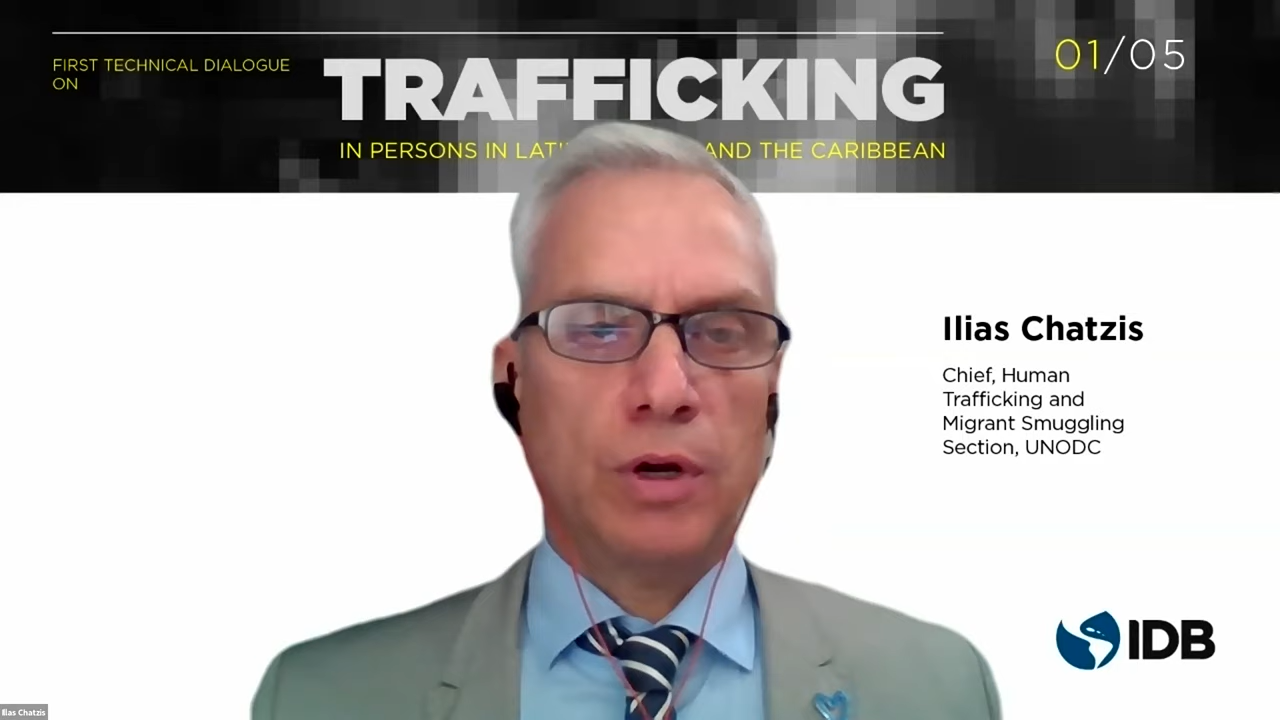 FIRST TECHNICAL DIALOGUE
ON
TRAFFICKING
01/05
IN PERSONS IN LATI AND THE CARIBBEAN
Ilias Chatzis
Chief, Human
Trafficking and
Migrant Smuggling
Section, UNODC
IDB
Ilias Chatzis